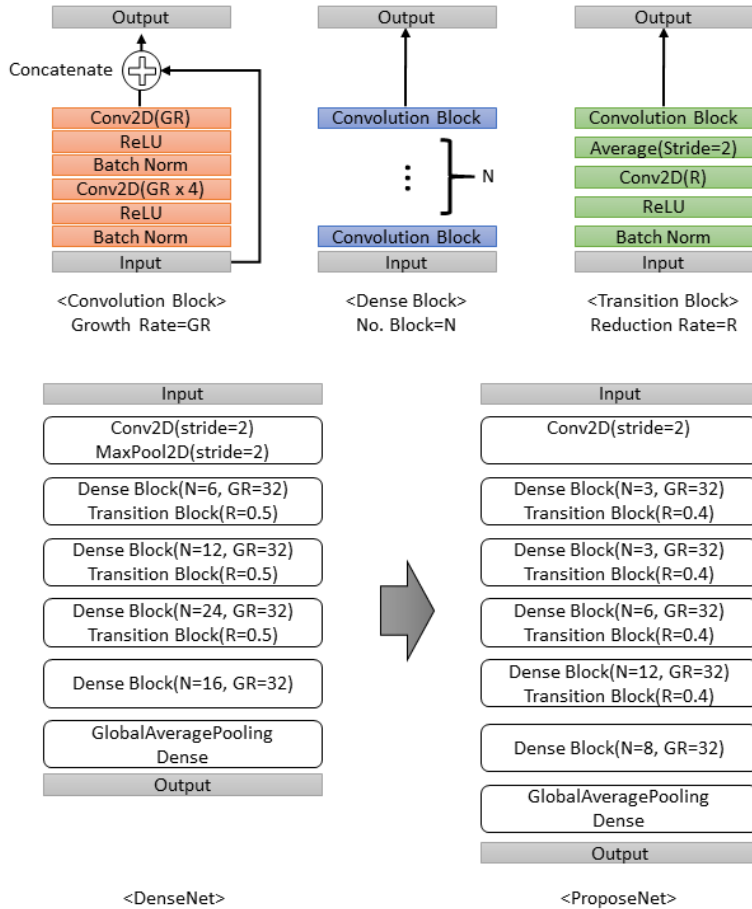 Output
Concatenate
Conv2D(GR)
ReLU
Batch Norm
Conv2D(GR x 4)
ReLU
Batch Norm
Input
<Convolution Block>
Growth Rate=GR
Output
Convolution Block
N
Convolution Block
Input
<Dense Block>
No. Block=N
Output
Convolution Block
Average(Stride=2)
Conv2D(R)
ReLU
Batch Norm
Input
<Transition Block>
Reduction Rate=R
Input
Conv2D(stride=2)
MaxPool2D(stride=2)
Dense Block(N=6, GR=32)
Transition Block(R=0.5)
Dense Block(N=12, GR=32)
Transition Block(R=0.5)
Dense Block(N=24, GR=32)
Transition Block(R=0.5)
Dense Block(N=16, GR=32)
GlobalAveragePooling
Dense
Output
<DenseNet>
Input
Conv2D(stride=2)
Dense Block(N=3, GR=32)
Transition Block(R=0.4)
Dense Block(N=3, GR=32)
Transition Block(R=0.4)
Dense Block(N=6, GR=32)
Transition Block(R=0.4)
Dense Block(N=12, GR=32)
Transition Block(R=0.4)
Dense Block(N=8, GR=32)
GlobalAveragePooling
Dense
Output
<ProposeNet>